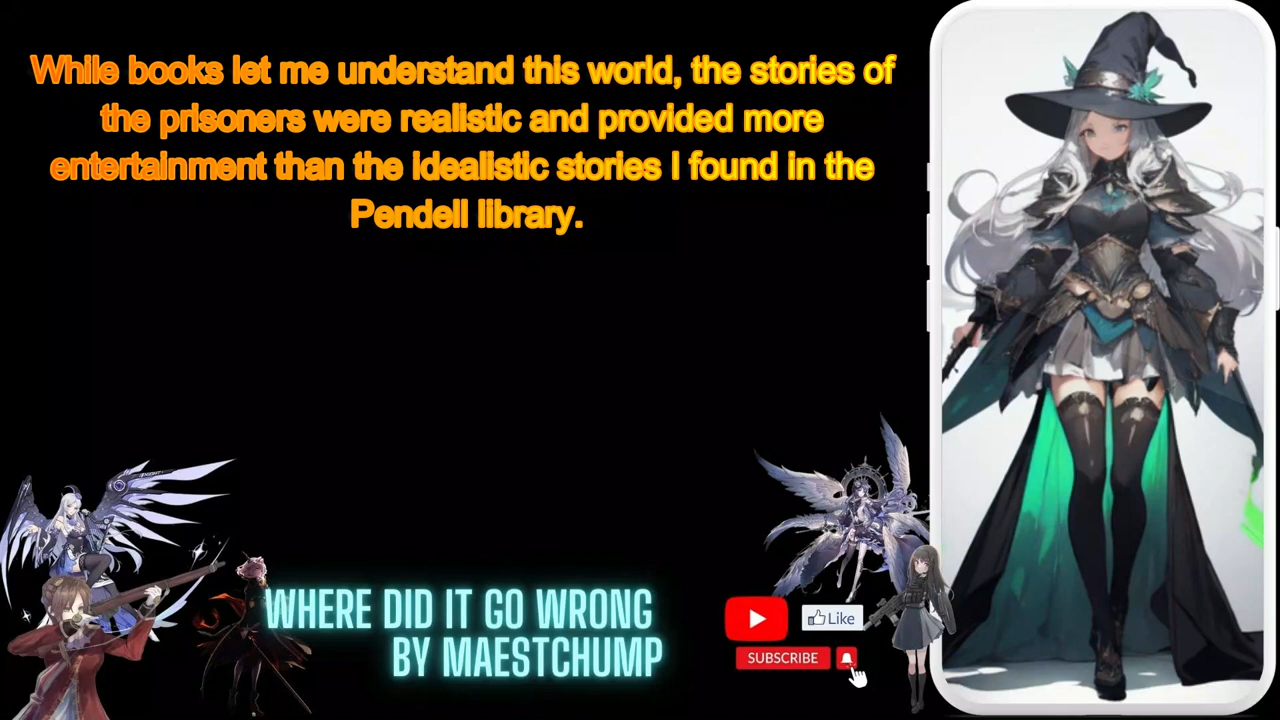 While books let me understand this world, the stories of
the prisoners were realistic and provided more
entertainment than the idealistic stories I found in the
Pendell library.
WHERE DID IT GO WRONG
BY MAESTCHUMP
Like
SUBSCRIBE